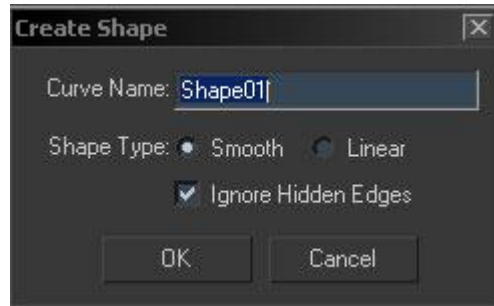 Create Shape
Curve Name: Shape01
Shape Type: Smooth Linear
Ignore Hidden Edges
OK Cancel